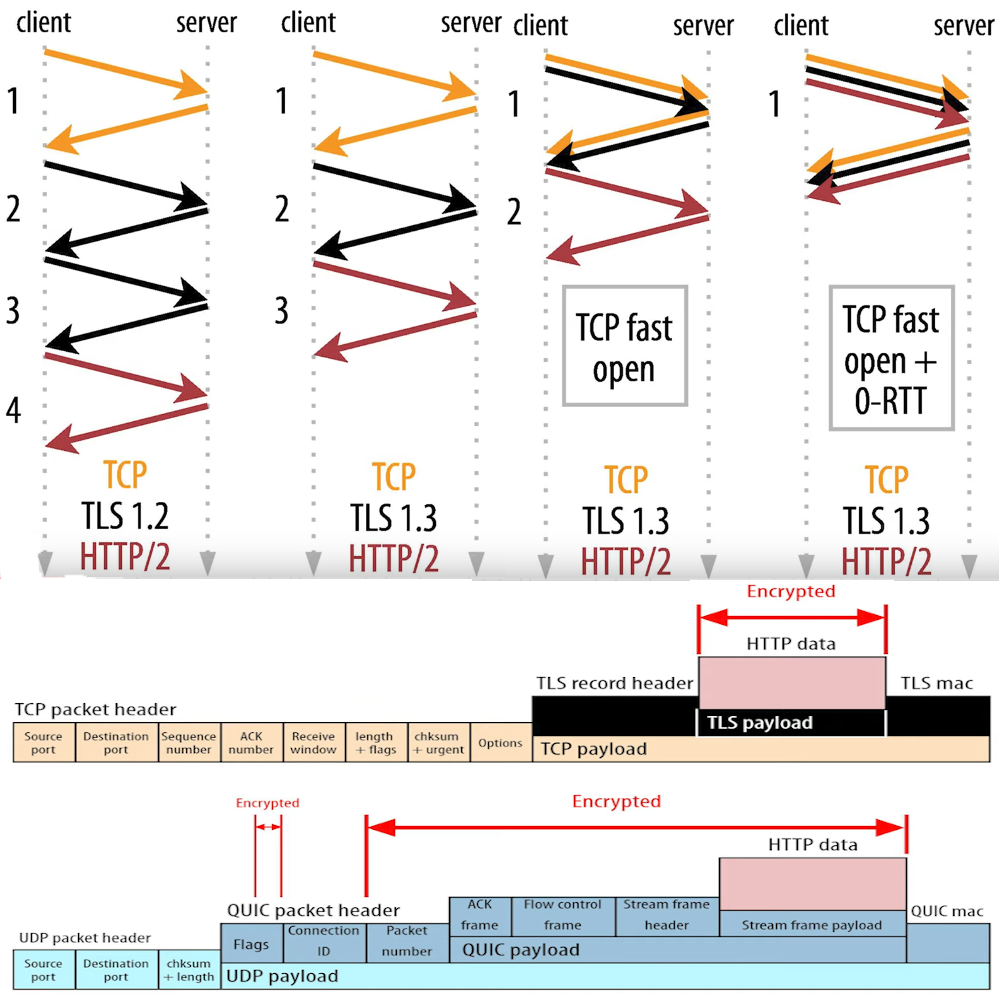 client server client server client server client server
1 1 1 1
2 2 2
3 3
4
TCP fast
open
TCP fast
open +
0-RTT
TCP TCP TCP TCP
TLS 1.2 TLS 1.3 TLS 1.3 TLS 1.3
HTTP/2 HTTP/2 HTTP/2 HTTP/2
Encrypted
HTTP data
TLS record header
TLS mac
TCP packet header
TLS payload
Source
port
Destination
port
Sequence
number
ACK
number
Receive
window
length
+ flags
chksum
+ urgent
Options
TCP payload
Encrypted
Encrypted
HTTP data
QUIC packet header
ACK
frame
Flow control
frame
Stream frame
header
Stream frame payload
QUIC mac
Flags
Connection
ID
Packet
number
QUIC payload
UDP packet header
Source
port
Destination
port
chksum
+ length
UDP payload